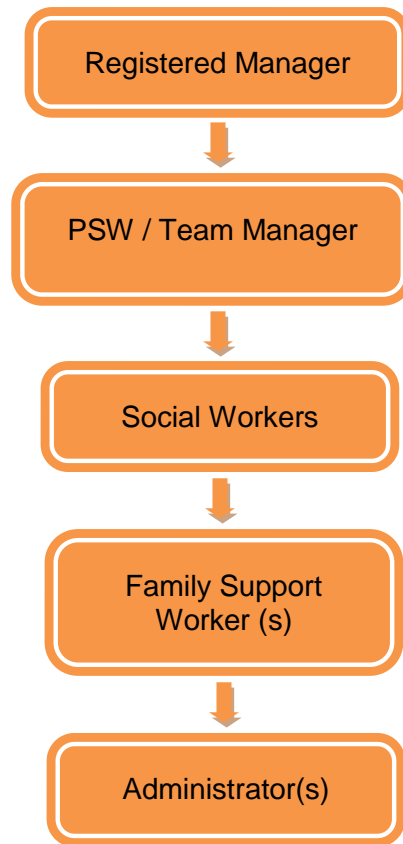 Registered Manager
PSW / Team Manager
Social Workers
Family Support
Worker (s)
Administrator(s)